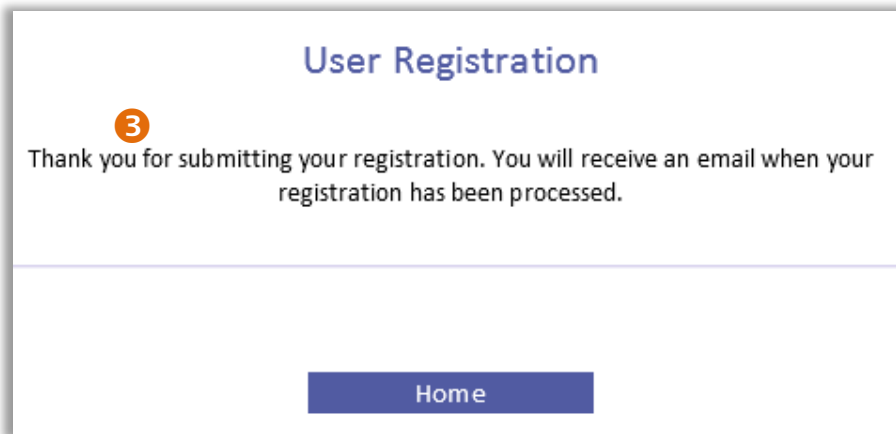 User Registration
3
Thank you for submitting your registration. You will receive an email when your
registration has been processed.
Home